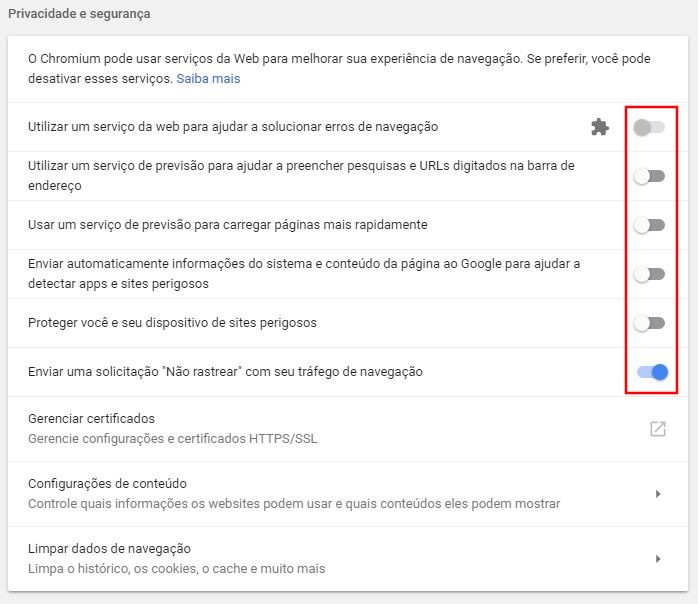 Privacidade e segurança
O Chromium pode usar serviços da Web para melhorar sua experiência de navegação. Se preferir, você pode
desativar esses serviços. Saiba mais
Utilizar um serviço da web para ajudar a solucionar erros de navegação
Utilizar um serviço de previsão para ajudar a preencher pesquisas e URLs digitados na barra de
endereço
Usar um serviço de previsão para carregar páginas mais rapidamente
Enviar automaticamente informações do sistema e conteúdo da página ao Google para ajudar a
detectar apps e sites perigosos
Proteger você e seu dispositivo de sites perigosos
Enviar uma solicitação "Não rastrear" com seu tráfego de navegação
Gerenciar certificados
Gerencie configurações e certificados HTTPS/SSL
Configurações de conteúdo
Controle quais informações os websites podem usar e quais conteúdos eles podem mostrar
Limpar dados de navegação
Limpa o histórico, os cookies, o cache e muito mais